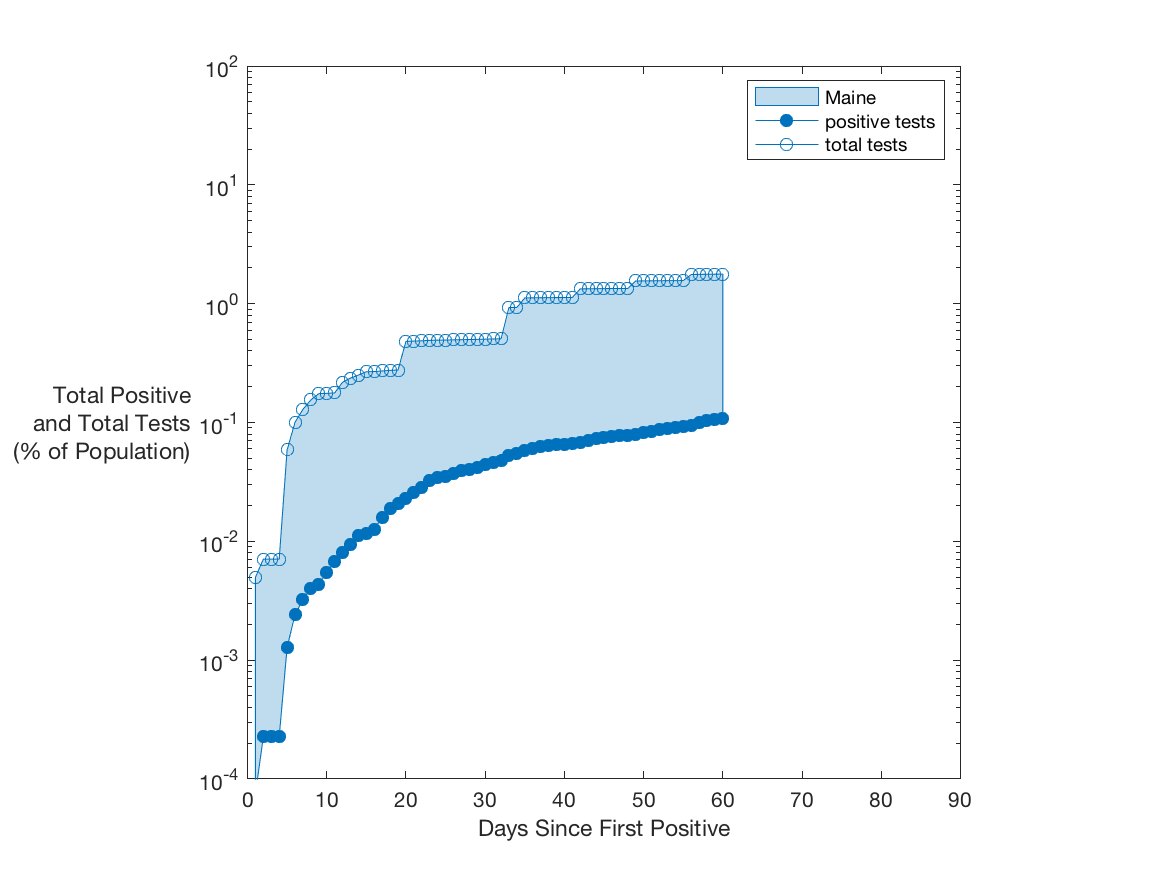 10^2
10^1
10^0
10^-1
10^-2
10^-3
10^-4
Total Positive
and Total Tests
(% of Population)
0 10 20 30 40 50 60 70 80 90
Days Since First Positive
Maine
positive tests
total tests